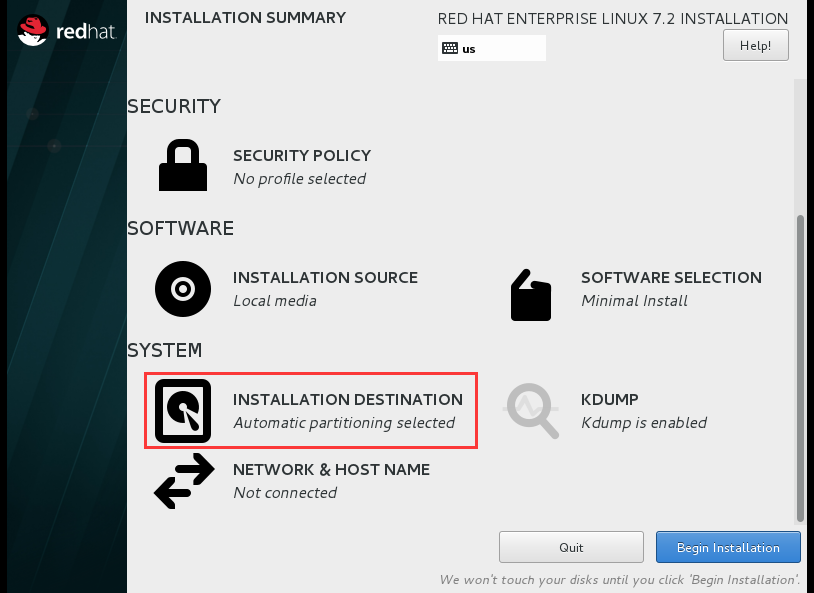 redhat.
INSTALLATION SUMMARY
RED HAT ENTERPRISE LINUX 7.2 INSTALLATION
us
Help!
SECURITY
SECURITY POLICY
No profile selected
SOFTWARE
INSTALLATION SOURCE
Local media
SOFTWARE SELECTION
Minimal Install
SYSTEM
INSTALLATION DESTINATION
Automatic partitioning selected
KDUMP
Kdump is enabled
NETWORK & HOST NAME
Not connected
Quit
Begin Installation
We won't touch your disks until you click 'Begin Installation'.